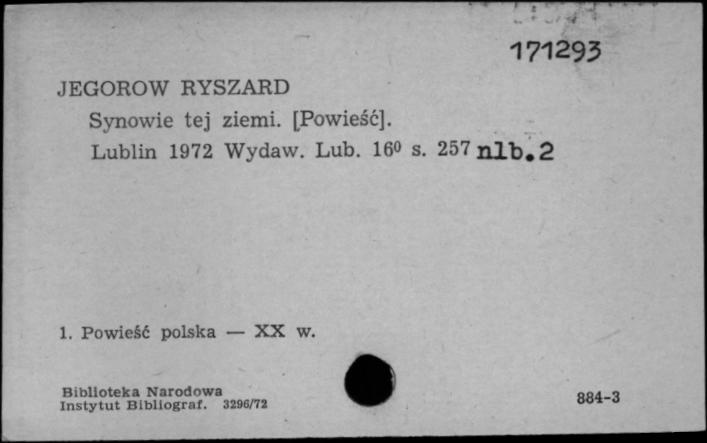 171293
JEGOROW RYSZARD
Synowie tej ziemi. [Powieść].
Lublin 1972 Wydaw. Lub. 16⁰ s. 257 nlb.2
1. Powieść polska — XX w.
Biblioteka Narodowa
Instytut Bibliograf. 3296/72
884-3